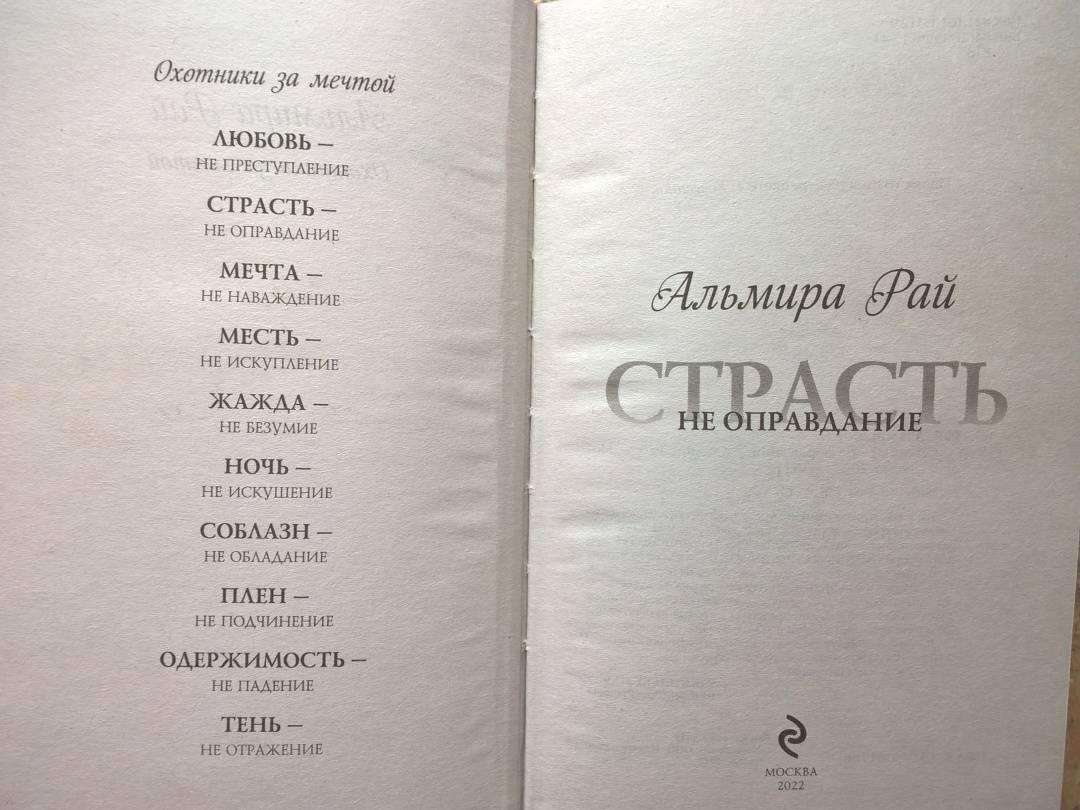 Охотники за мечтой
ЛЮБОВЬ —
НЕ ПРЕСТУПЛЕНИЕ
СТРАСТЬ —
НЕ ОПРАВДАНИЕ
МЕЧТА —
НЕ НАВАЖДЕНИЕ
МЕСТЬ —
НЕ ИСКУПЛЕНИЕ
ЖАЖДА —
НЕ БЕЗУМИЕ
НОЧЬ —
НЕ ИСКУШЕНИЕ
СОБЛАЗН —
НЕ ОБЛАДАНИЕ
ПЛЕН —
НЕ ПОДЧИНЕНИЕ
ОДЕРЖИМОСТЬ —
НЕ ПАДЕНИЕ
ТЕНЬ —
НЕ ОТРАЖЕНИЕ
Альмира Рай
СТРАСТЬ
НЕ ОПРАВДАНИЕ
МОСКВА
2022